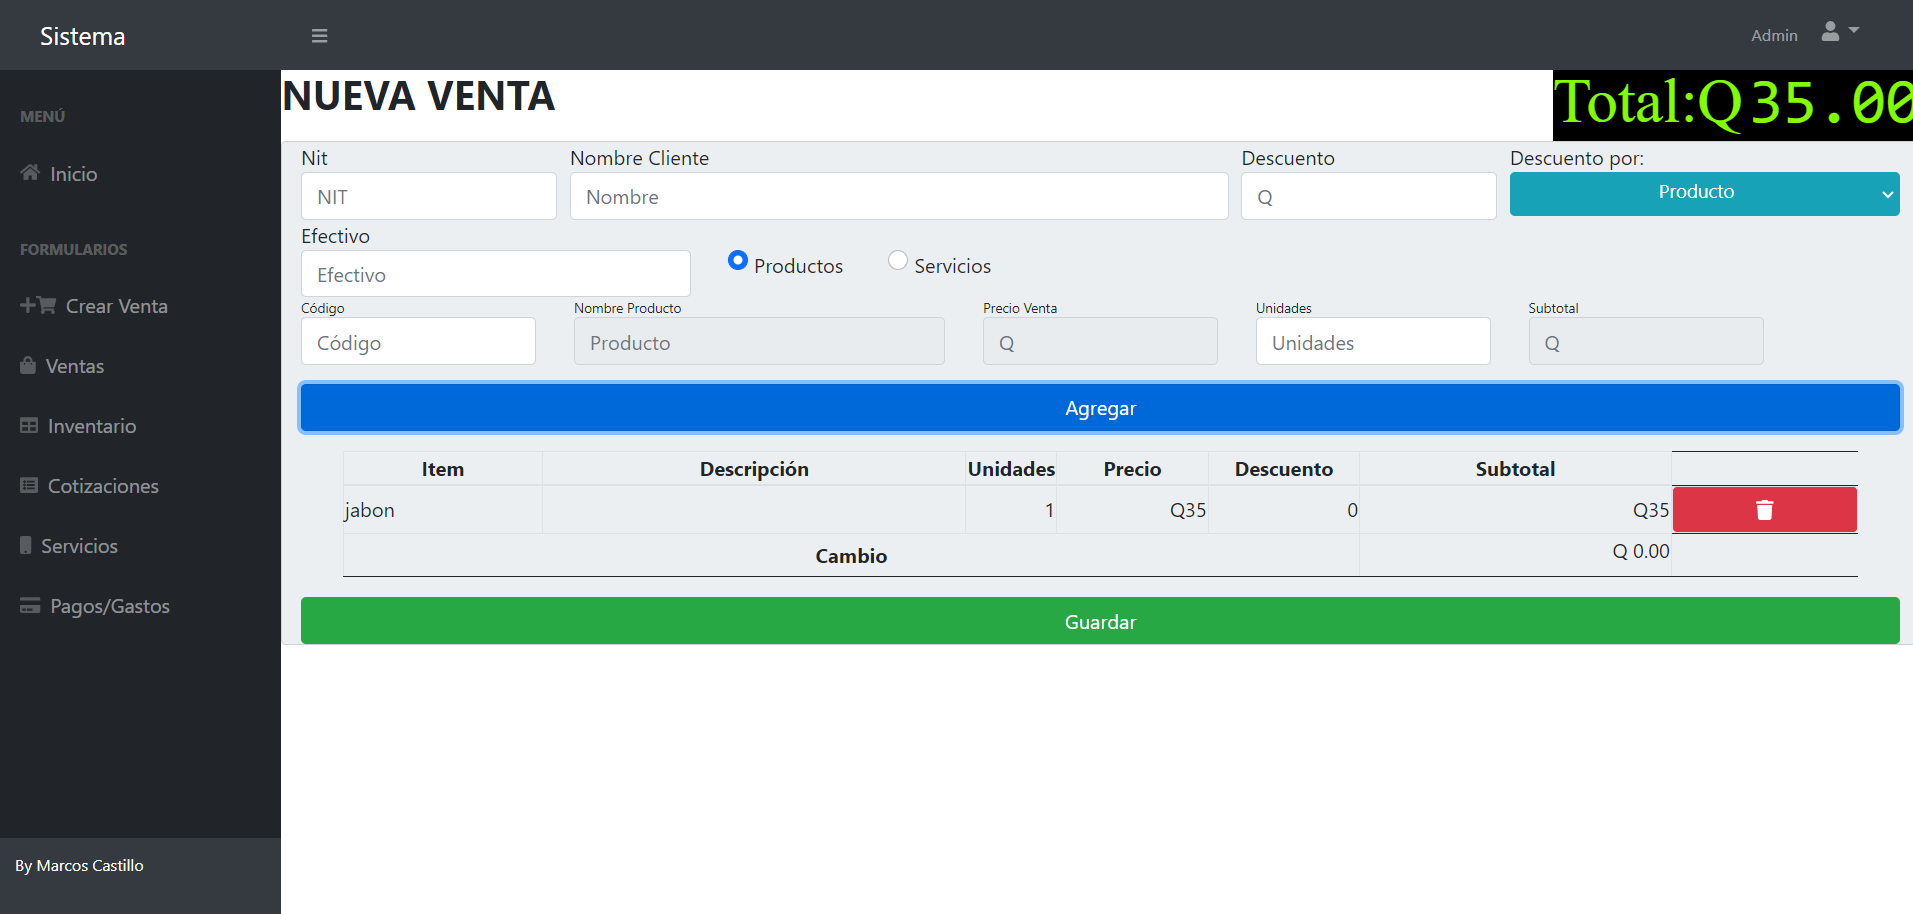 Sistema
Admin
MENÚ
Inicio
FORMULARIOS
Crear Venta
Ventas
Inventario
Cotizaciones
Servicios
Pagos/Gastos
By Marcos Castillo
NUEVA VENTA
Total:Q 35.00
Nit Nombre Cliente Descuento Descuento por:
NIT Nombre Q Producto
Efectivo
Efectivo Productos Servicios
Código Nombre Producto Precio Venta Unidades Subtotal
Código Producto Q Unidades Q
Agregar
Item Descripción Unidades Precio Descuento Subtotal
jabon 1 Q35 0 Q35
Cambio Q 0.00
Guardar